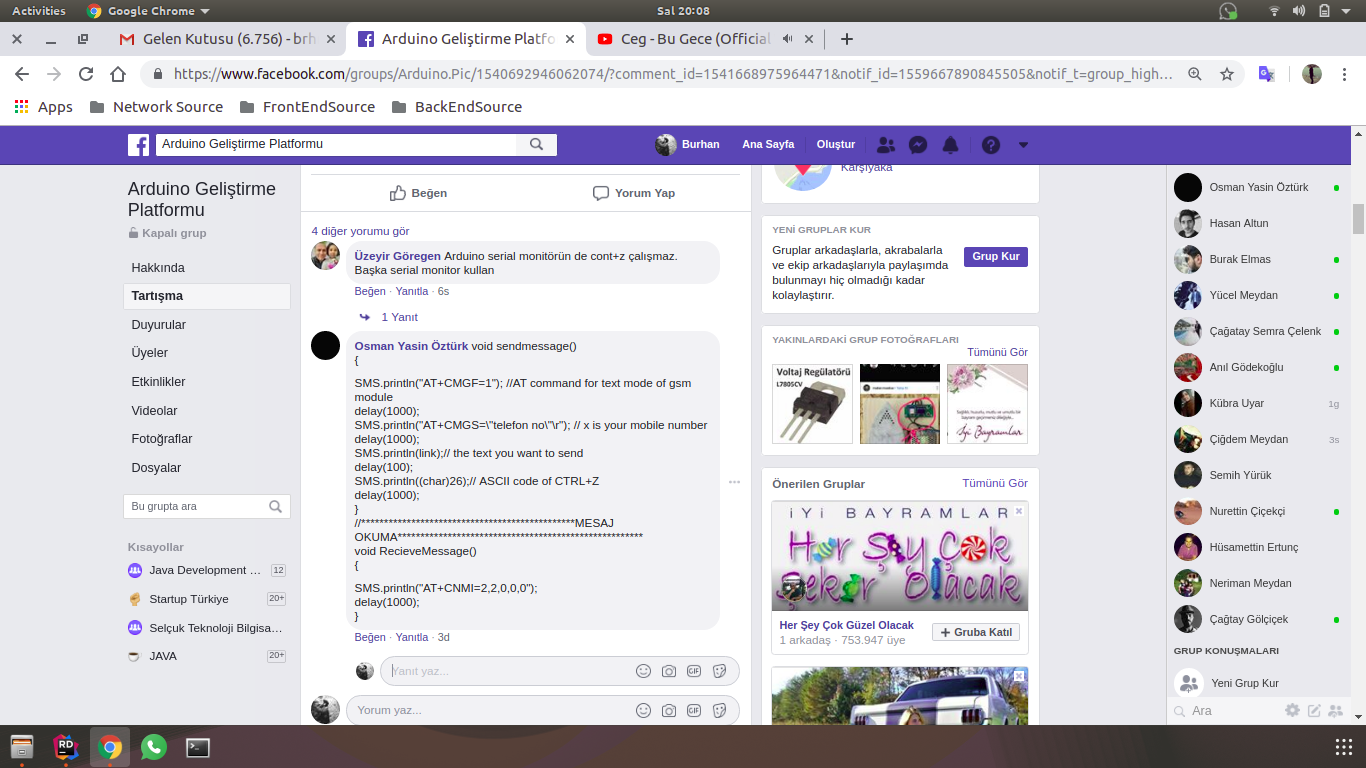 Activities
Google Chrome
Sal 20:08
Gelen Kutusu (6.756) - brh
Arduino Geliştirme Platfo
Ceg - Bu Gece (Official
https://www.facebook.com/groups/Arduino.Pic/1540692946062074/?comment_id=1541668975964471&notif_id=1559667890845505&notif_t=group_high…
Apps
Network Source
FrontEndSource
BackEndSource
Arduino Geliştirme Platformu
Burhan
Ana Sayfa
Oluştur
Arduino Geliştirme
Platformu
Kapalı grup
Hakkında
Tartışma
Duyurular
Üyeler
Etkinlikler
Videolar
Fotoğraflar
Dosyalar
Bu grupta ara
Kısayollar
Java Development ... 12
Startup Türkiye 20+
Selçuk Teknoloji Bilgisa...
JAVA 20+
Beğen
Yorum Yap
4 diğer yorumu gör
Üzeyir Göregen Arduino serial monitörün de cont+z çalışmaz.
Başka serial monitor kullan
Beğen · Yanıtla · 6s
1 Yanıt
Osman Yasin Öztürk void sendmessage()
{
SMS.println("AT+CMGF=1"); //AT command for text mode of gsm
module
delay(1000);
SMS.println("AT+CMGS=\"telefon no\"\r"); // x is your mobile number
delay(1000);
SMS.println(link);// the text you want to send
delay(100);
SMS.println((char)26);// ASCII code of CTRL+Z
delay(1000);
}
//***********************************************MESAJ
OKUMA******************************************************
void RecieveMessage()
{
SMS.println("AT+CNMI=2,2,0,0,0");
delay(1000);
}
Beğen · Yanıtla · 3d
Yanıt yaz...
GIF
Yorum yaz...
GIF
Karşıyaka
YENİ GRUPLAR KUR
Gruplar arkadaşlarla, akrabalarla
ve ekip arkadaşlarıyla paylaşımda
bulunmayı hiç olmadığı kadar
kolaylaştırır.
Grup Kur
YAKINLARDAKİ GRUP FOTOĞRAFLARI
Tümünü Gör
Voltaj Regülatörü
L7805CV
İyi Bayramlar
Önerilen Gruplar
Tümünü Gör
İYİ BAYRAMLAR
Her Şey Çok
Şeker Olacak
Her Şey Çok Güzel Olacak
1 arkadaş · 753.947 üye
Gruba Katıl
Osman Yasin Öztürk
Hasan Altun
Burak Elmas
Yücel Meydan
Çağatay Semra Çelenk
Anıl Gödekoğlu
Kübra Uyar 1g
Çiğdem Meydan 3s
Semih Yürük
Nurettin Çiçekçi
Hüsamettin Ertunç
Neriman Meydan
Çağtay Gölçiçek
GRUP KONUŞMALARI
Yeni Grup Kur
Ara
RD